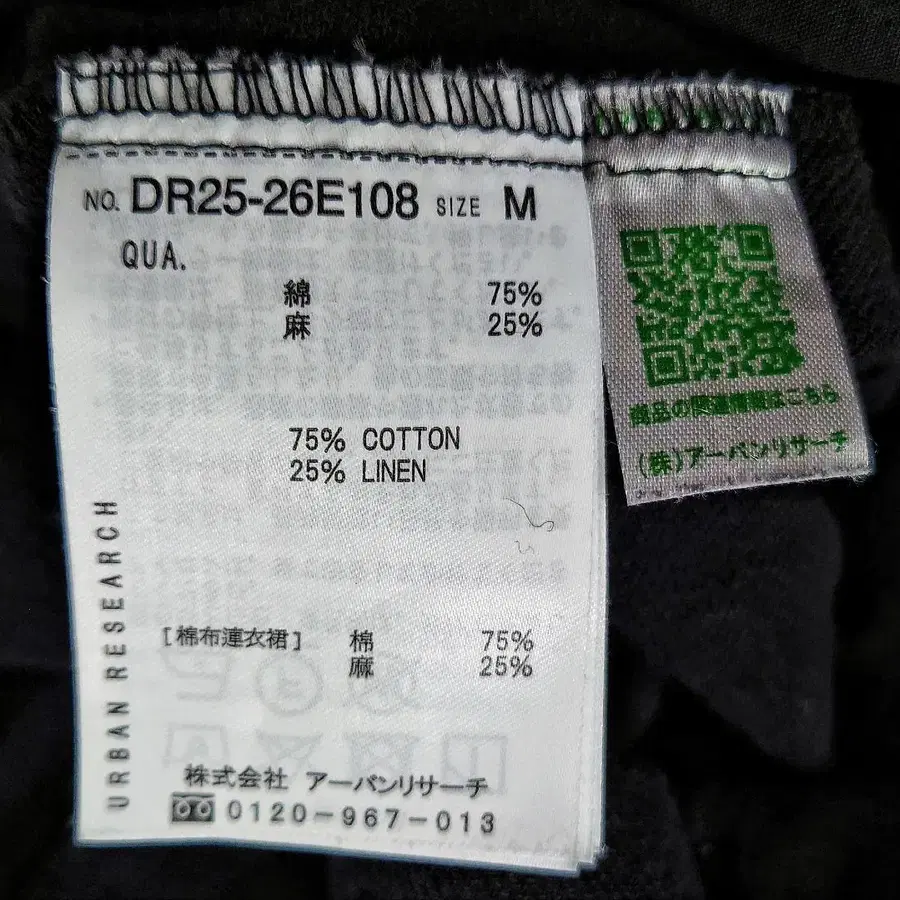 NO. DR25-26E108 SIZE M
QUA.
綿 75%
麻 25%
75% COTTON
25% LINEN
URBAN RESEARCH
[棉布連衣裙] 棉 75%
麻 25%
株式会社 アーバンリサーチ
0120-967-013
商品の関連情報はこちら
(株)アーバンリサーチ